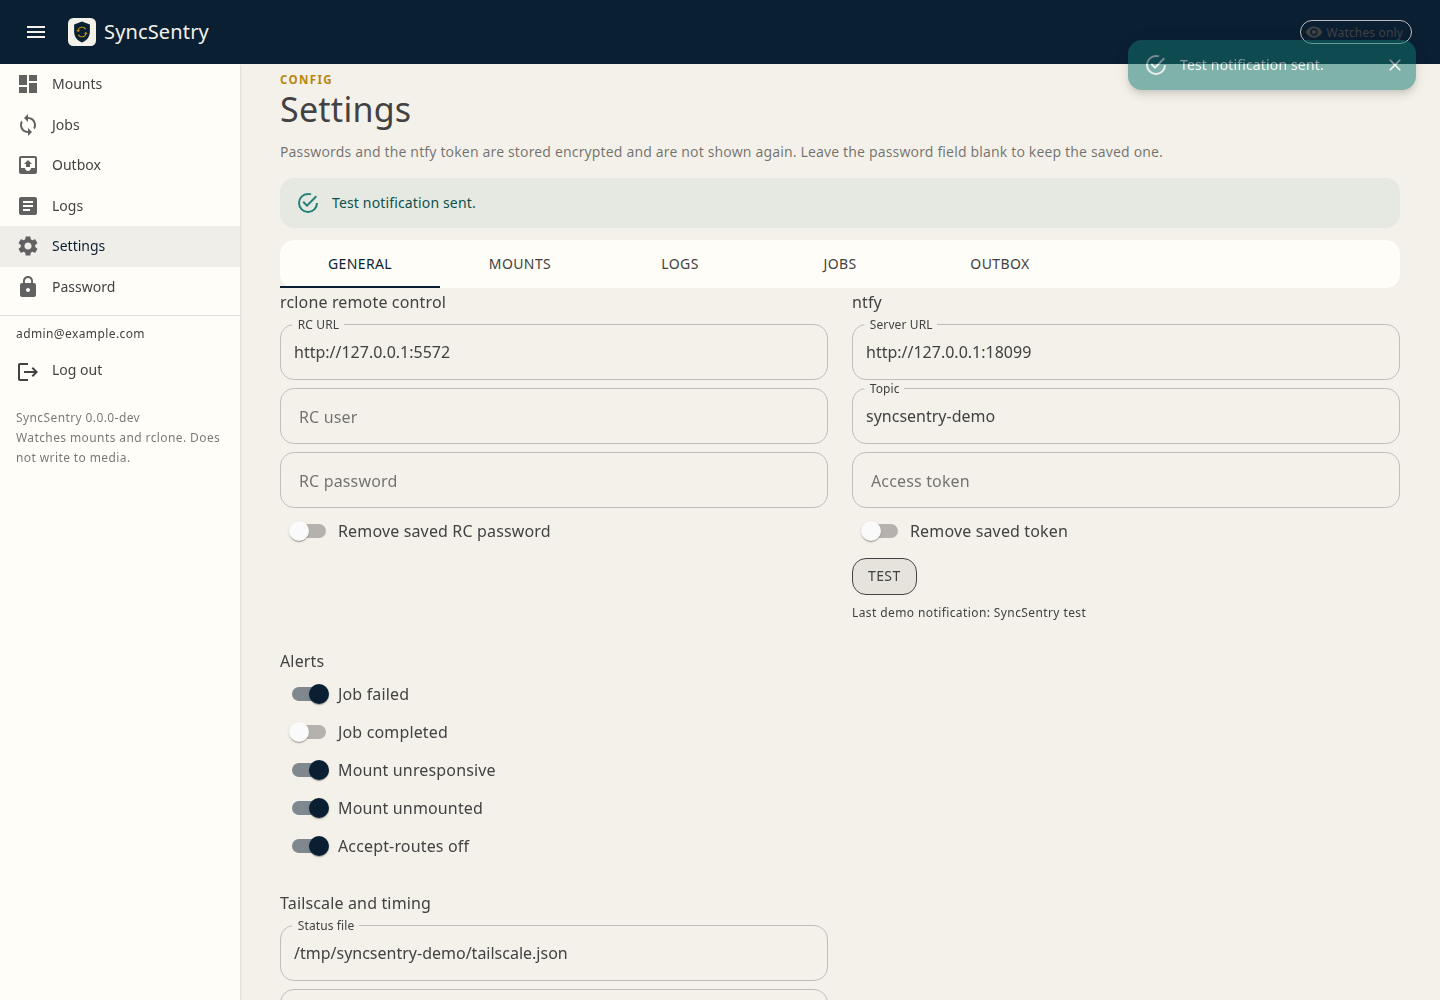 SyncSentry
Watches only
Test notification sent.
Mounts
Jobs
Outbox
Logs
Settings
Password
admin@example.com
Log out
SyncSentry 0.0.0-dev
Watches mounts and rclone. Does
not write to media.
CONFIG
Settings
Passwords and the ntfy token are stored encrypted and are not shown again. Leave the password field blank to keep the saved one.
Test notification sent.
GENERAL
MOUNTS
LOGS
JOBS
OUTBOX
rclone remote control
RC URL
http://127.0.0.1:5572
RC user
RC password
Remove saved RC password
ntfy
Server URL
http://127.0.0.1:18099
Topic
syncsentry-demo
Access token
Remove saved token
TEST
Last demo notification: SyncSentry test
Alerts
Job failed
Job completed
Mount unresponsive
Mount unmounted
Accept-routes off
Tailscale and timing
Status file
/tmp/syncsentry-demo/tailscale.json